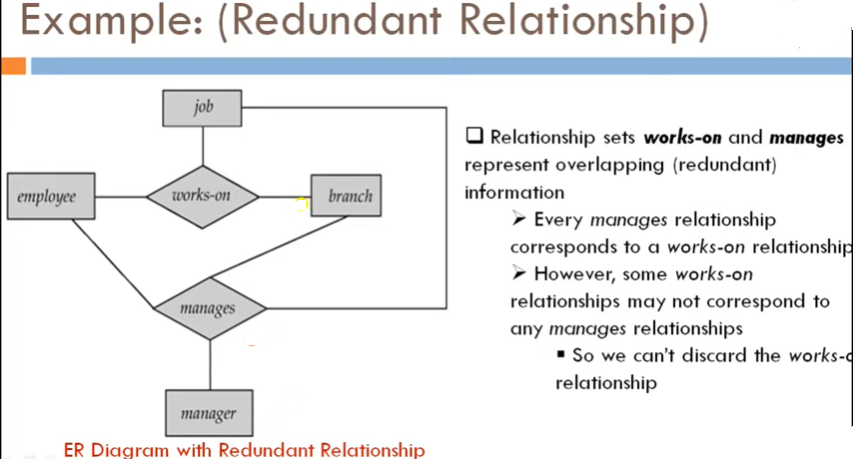 Example: (Redundant Relationship)
job
employee
works-on
branch
manages
manager
ER Diagram with Redundant Relationship
❑ Relationship sets works-on and manages
represent overlapping (redundant)
information
➢ Every manages relationship
corresponds to a works-on relationship
➢ However, some works-on
relationships may not correspond to
any manages relationships
▪ So we can't discard the works-o
relationship